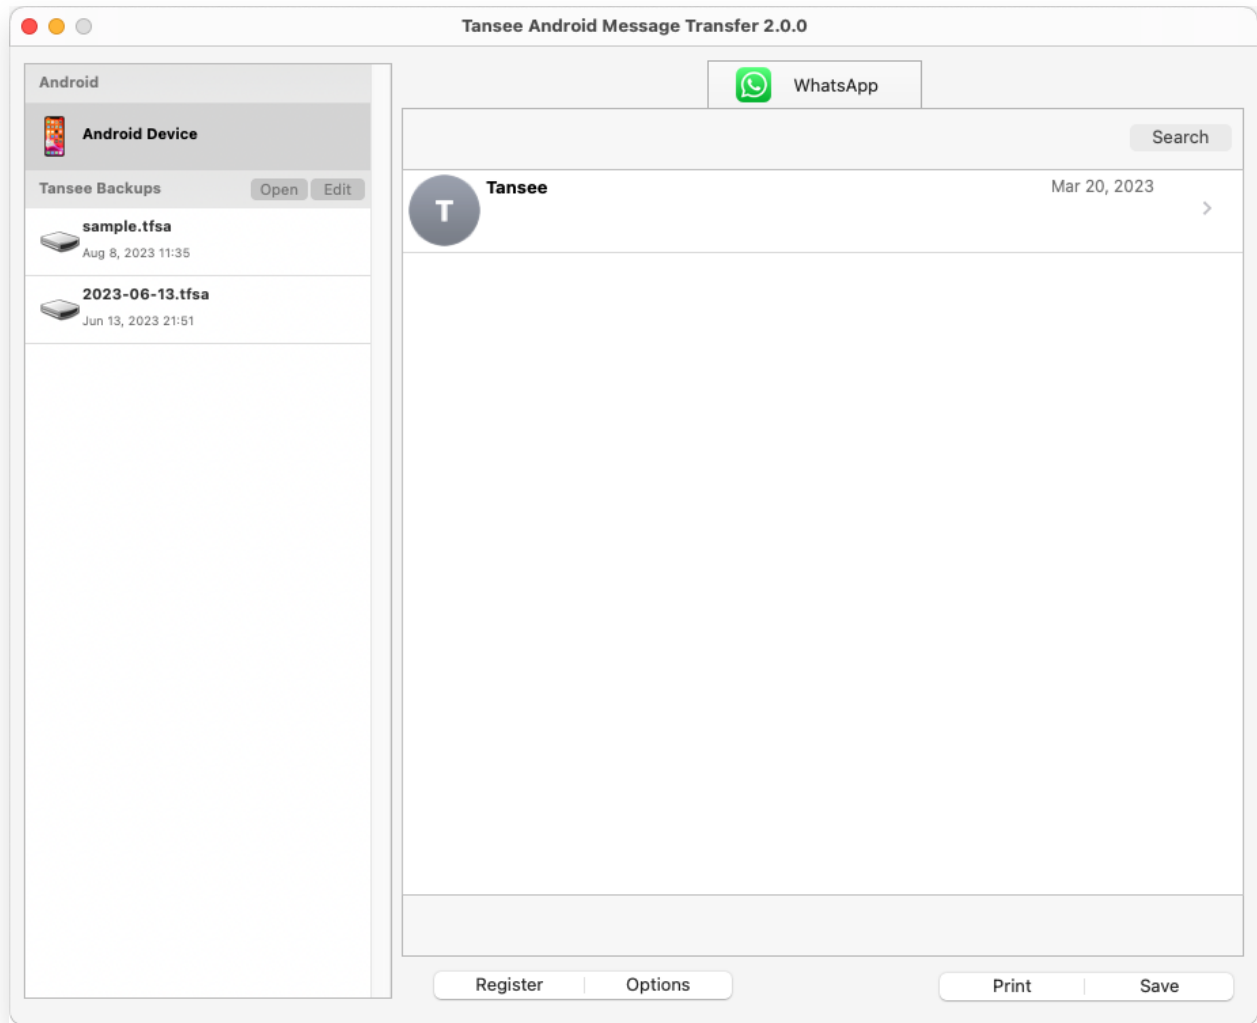 Tansee Android Message Transfer 2.0.0
Android
Android Device
Tansee Backups Open Edit
sample.tfsa
Aug 8, 2023 11:35
2023-06-13.tfsa
Jun 13, 2023 21:51
WhatsApp
Search
T
Tansee Mar 20, 2023
Register Options
Print Save